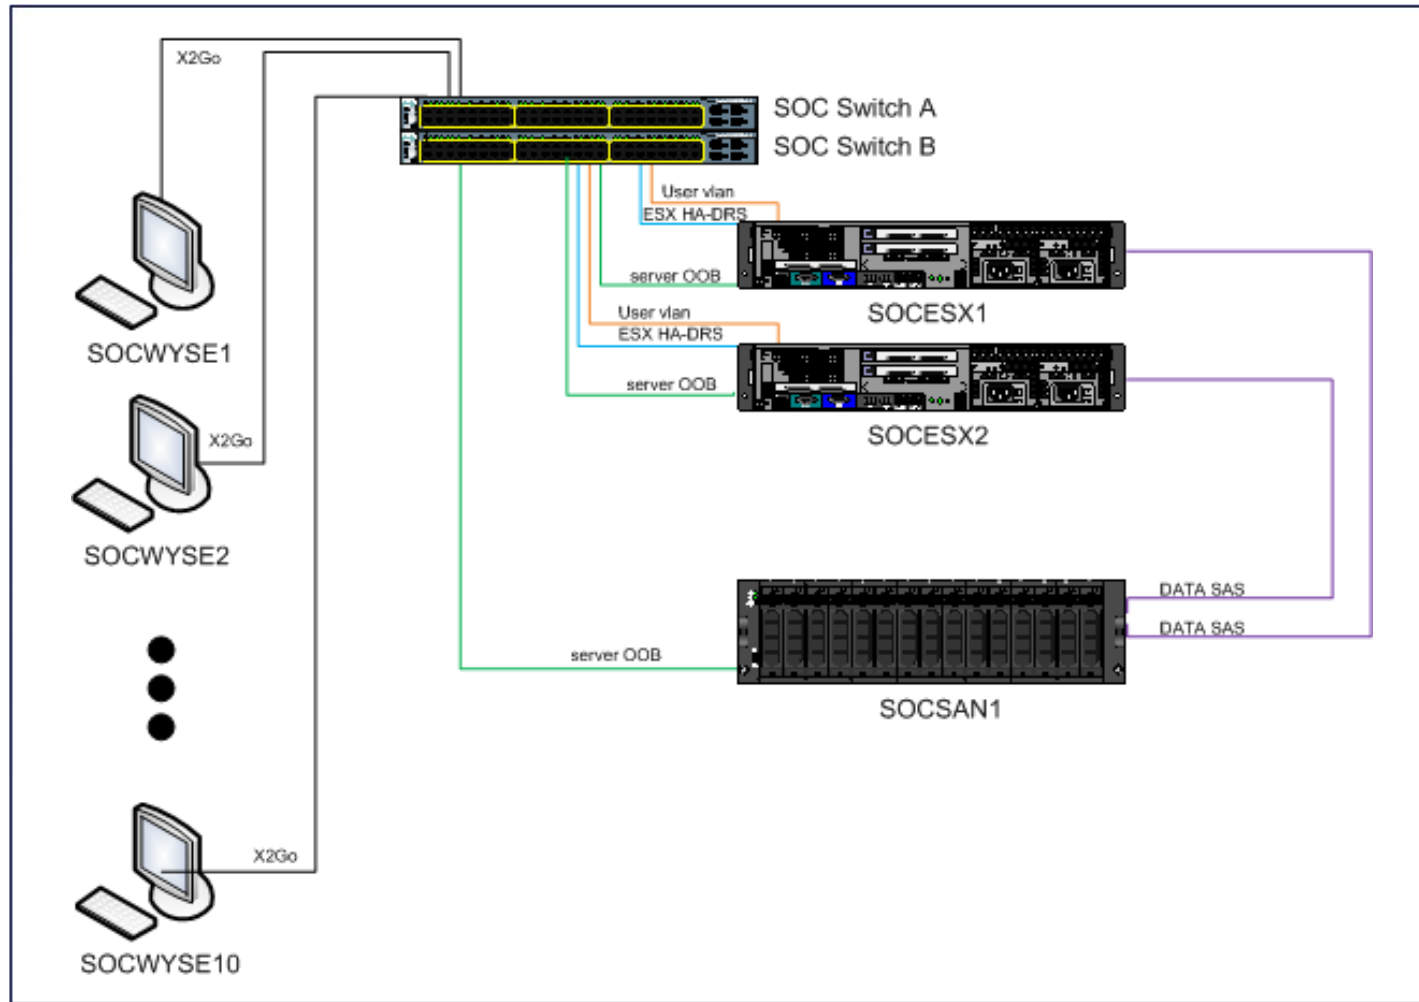 X2Go
SOC Switch A
SOC Switch B
User vlan
ESX HA-DRS
server OOB
SOCESX1
SOCWYSE1
User vlan
ESX HA-DRS
server OOB
SOCESX2
X2Go
SOCWYSE2
DATA SAS
DATA SAS
server OOB
SOCSAN1
X2Go
SOCWYSE10